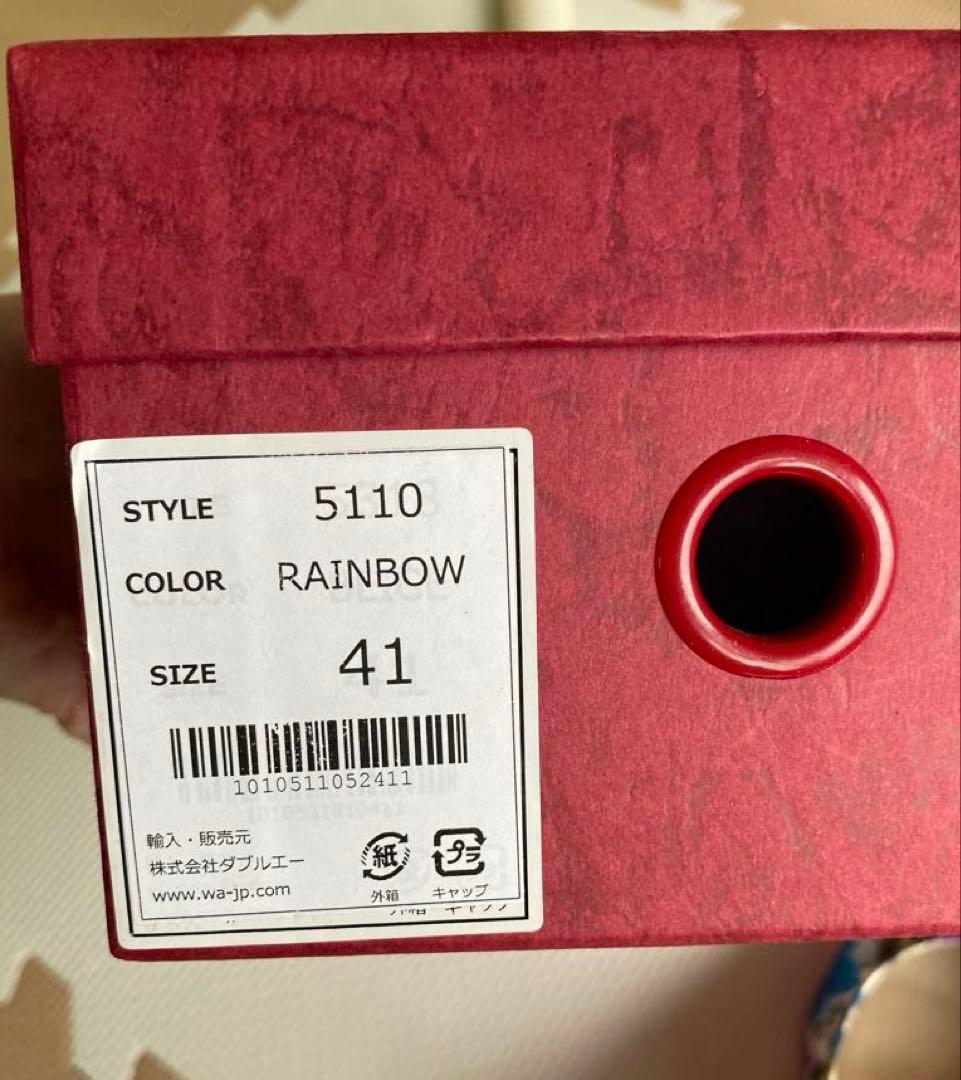 STYLE 5110
COLOR RAINBOW
SIZE 41
1010511052411
輸入・販売元
株式会社ダブルエー
www.wa-jp.com
紙
外箱
プラ
キャップ